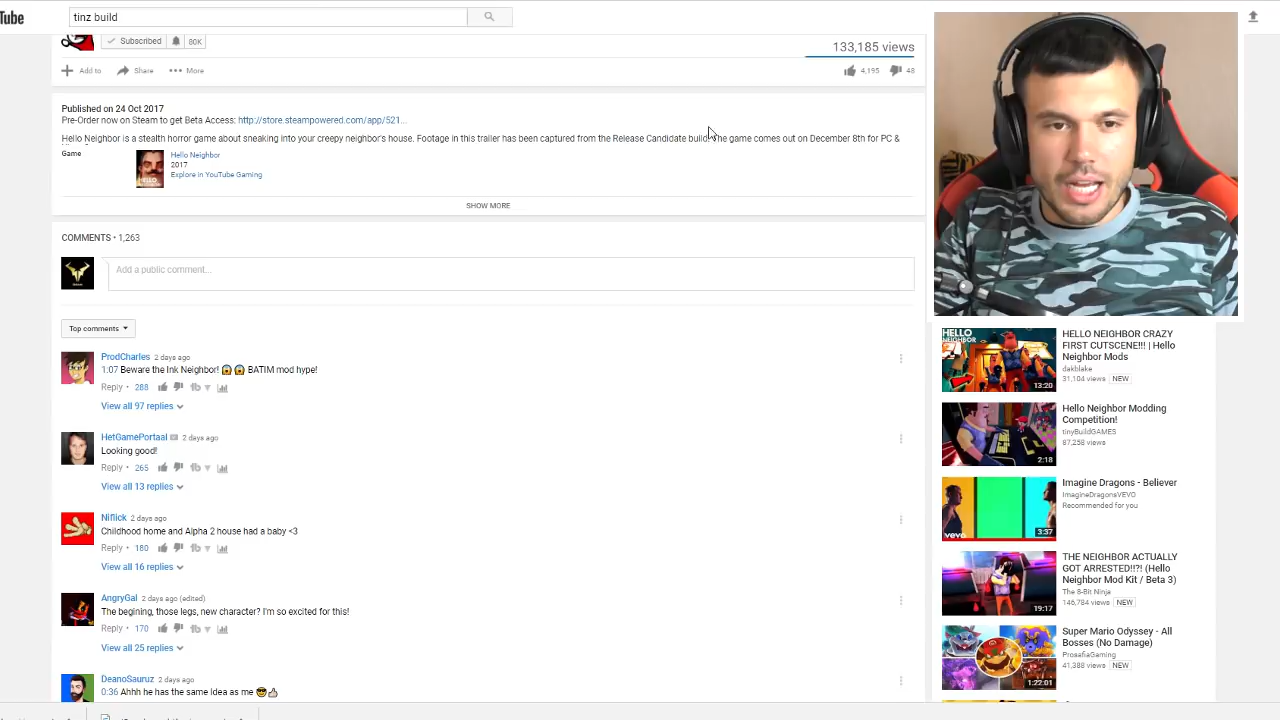 Tube
tinz build
Subscribed 80K
133,185 views
Add to Share More
4,195 48
Published on 24 Oct 2017
Pre-Order now on Steam to get Beta Access: http://store.steampowered.com/app/521...
Hello Neighbor is a stealth horror game about sneaking into your creepy neighbor's house. Footage in this trailer has been captured from the Release Candidate build. The game comes out on December 8th for PC &
Game
Hello Neighbor
2017
Explore in YouTube Gaming
SHOW MORE
COMMENTS • 1,263
Add a public comment...
Top comments
ProdCharles 2 days ago
1:07 Beware the Ink Neighbor! 😱 😱 BATIM mod hype!
Reply • 288
View all 97 replies
HetGamePortaal 2 days ago
Looking good!
Reply • 265
View all 13 replies
Niflick 2 days ago
Childhood home and Alpha 2 house had a baby <3
Reply • 180
View all 16 replies
AngryGal 2 days ago (edited)
The begining, those legs, new character? I'm so excited for this!
Reply • 170
View all 25 replies
DeanoSauruz 2 days ago
0:36 Ahhh he has the same idea as me 😎👍
HELLO
NEIGHBOR
13:20
HELLO NEIGHBOR CRAZY
FIRST CUTSCENE!!! | Hello
Neighbor Mods
dakblake
31,104 views NEW
2:18
Hello Neighbor Modding
Competition!
tinyBuildGAMES
87,258 views
vevo
3:37
Imagine Dragons - Believer
ImagineDragonsVEVO
Recommended for you
19:17
THE NEIGHBOR ACTUALLY
GOT ARRESTED!!?! (Hello
Neighbor Mod Kit / Beta 3)
The 8-Bit Ninja
146,784 views NEW
1:22:01
Super Mario Odyssey - All
Bosses (No Damage)
ProsafiaGaming
41,388 views NEW